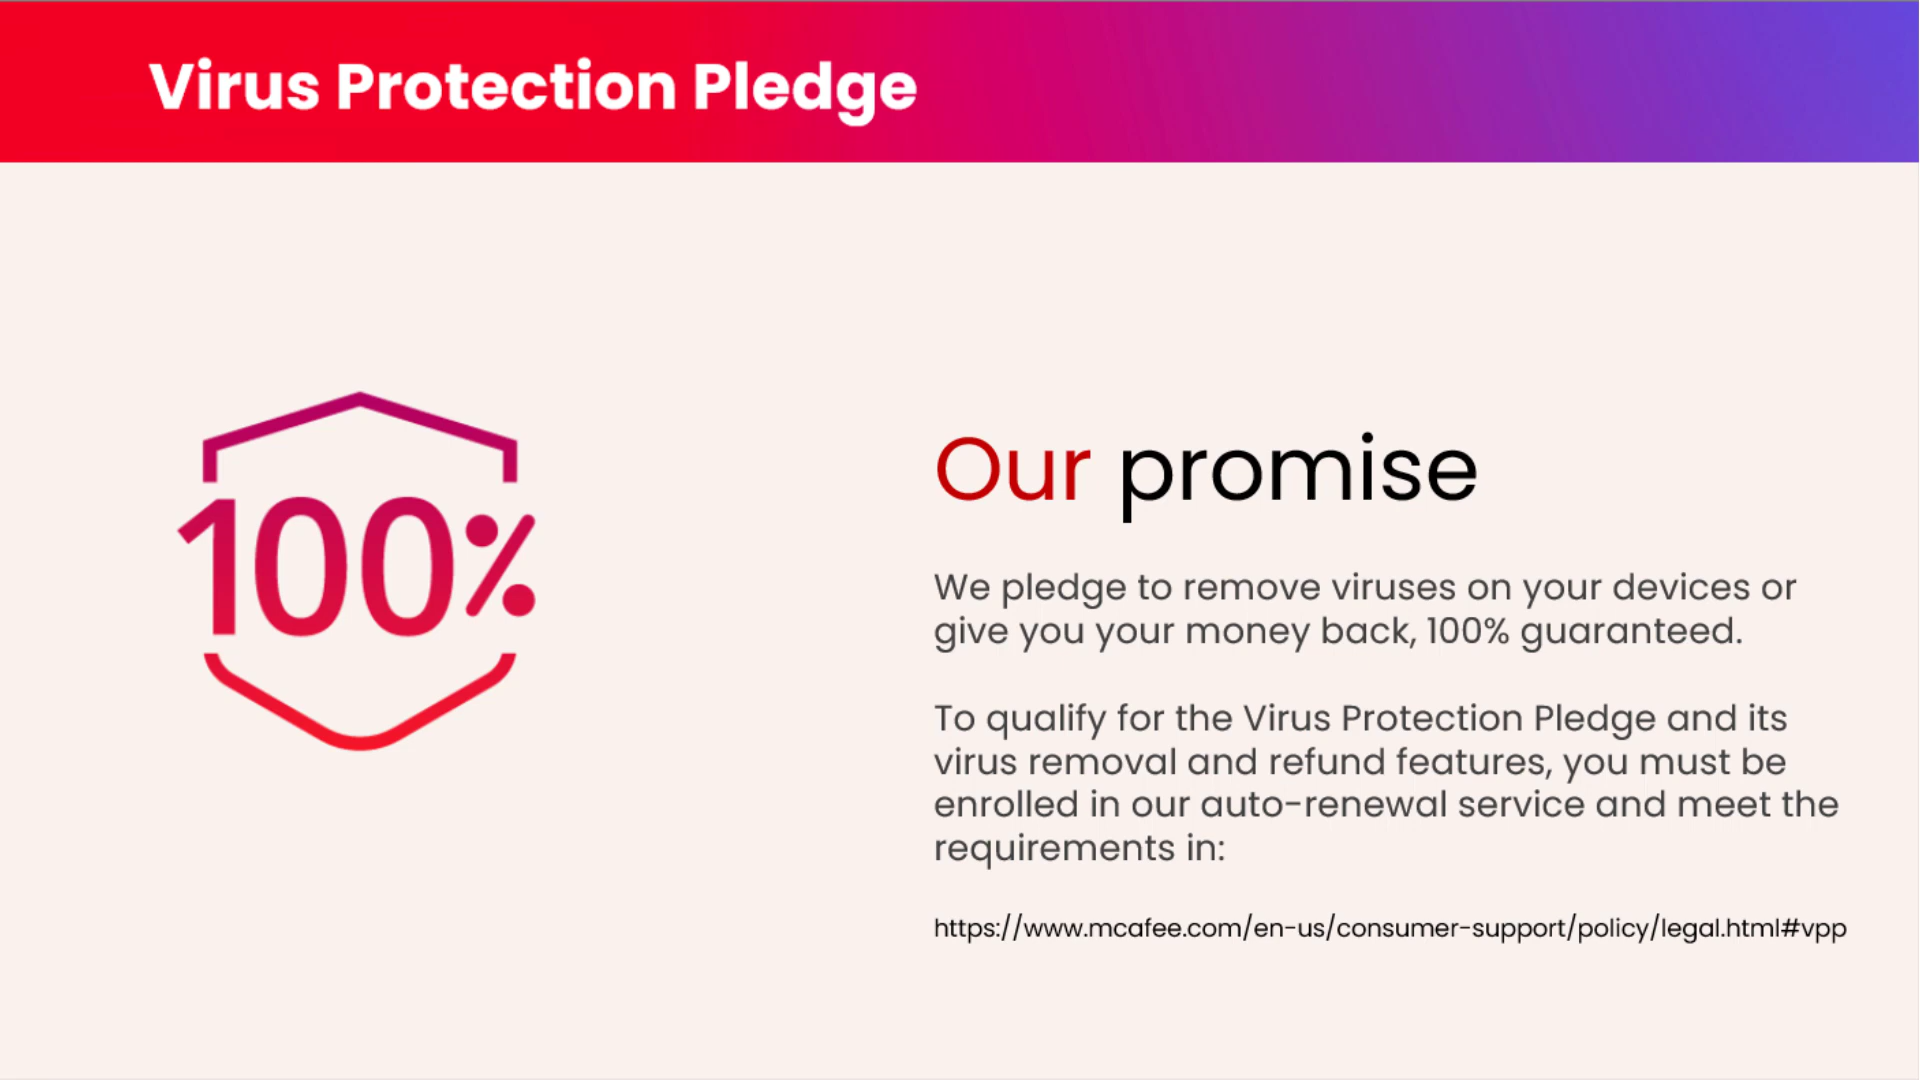 Virus Protection Pledge
100%
Our promise
We pledge to remove viruses on your devices or
give you your money back, 100% guaranteed.
To qualify for the Virus Protection Pledge and its
virus removal and refund features, you must be
enrolled in our auto-renewal service and meet the
requirements in:
https://www.mcafee.com/en-us/consumer-support/policy/legal.html#vpp